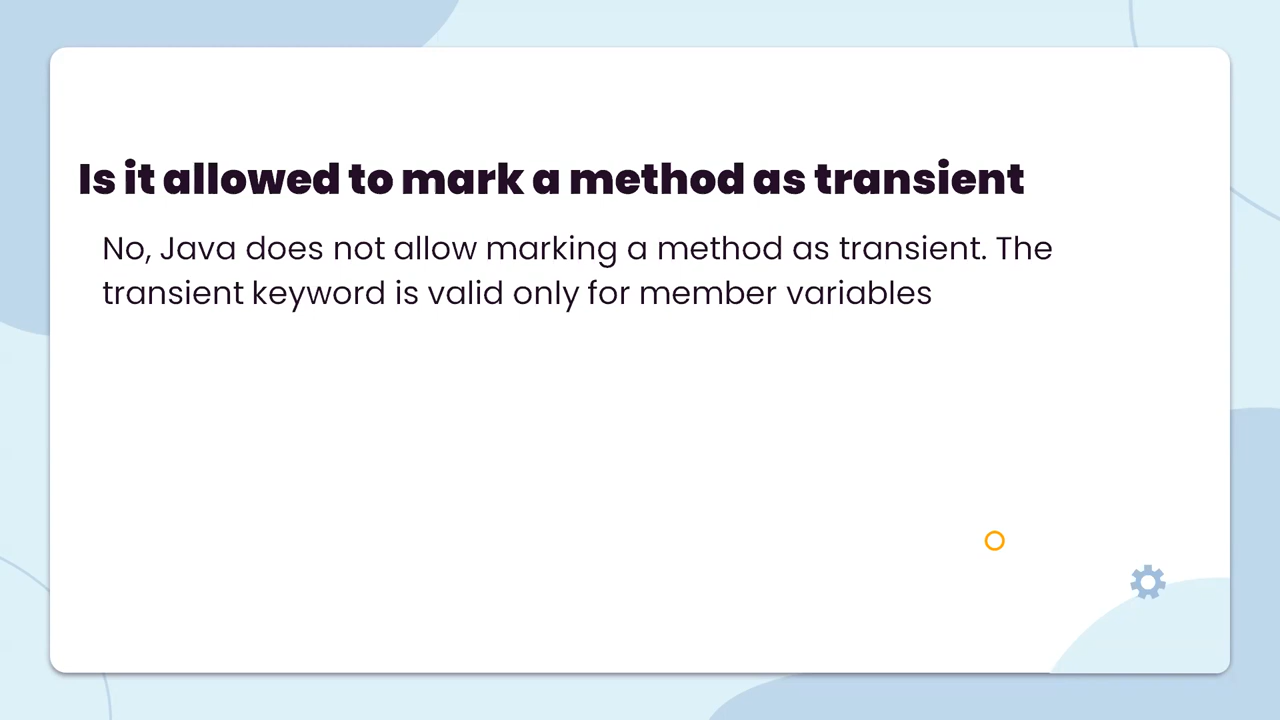 Is it allowed to mark a method as transient
No, Java does not allow marking a method as transient. The
transient keyword is valid only for member variables